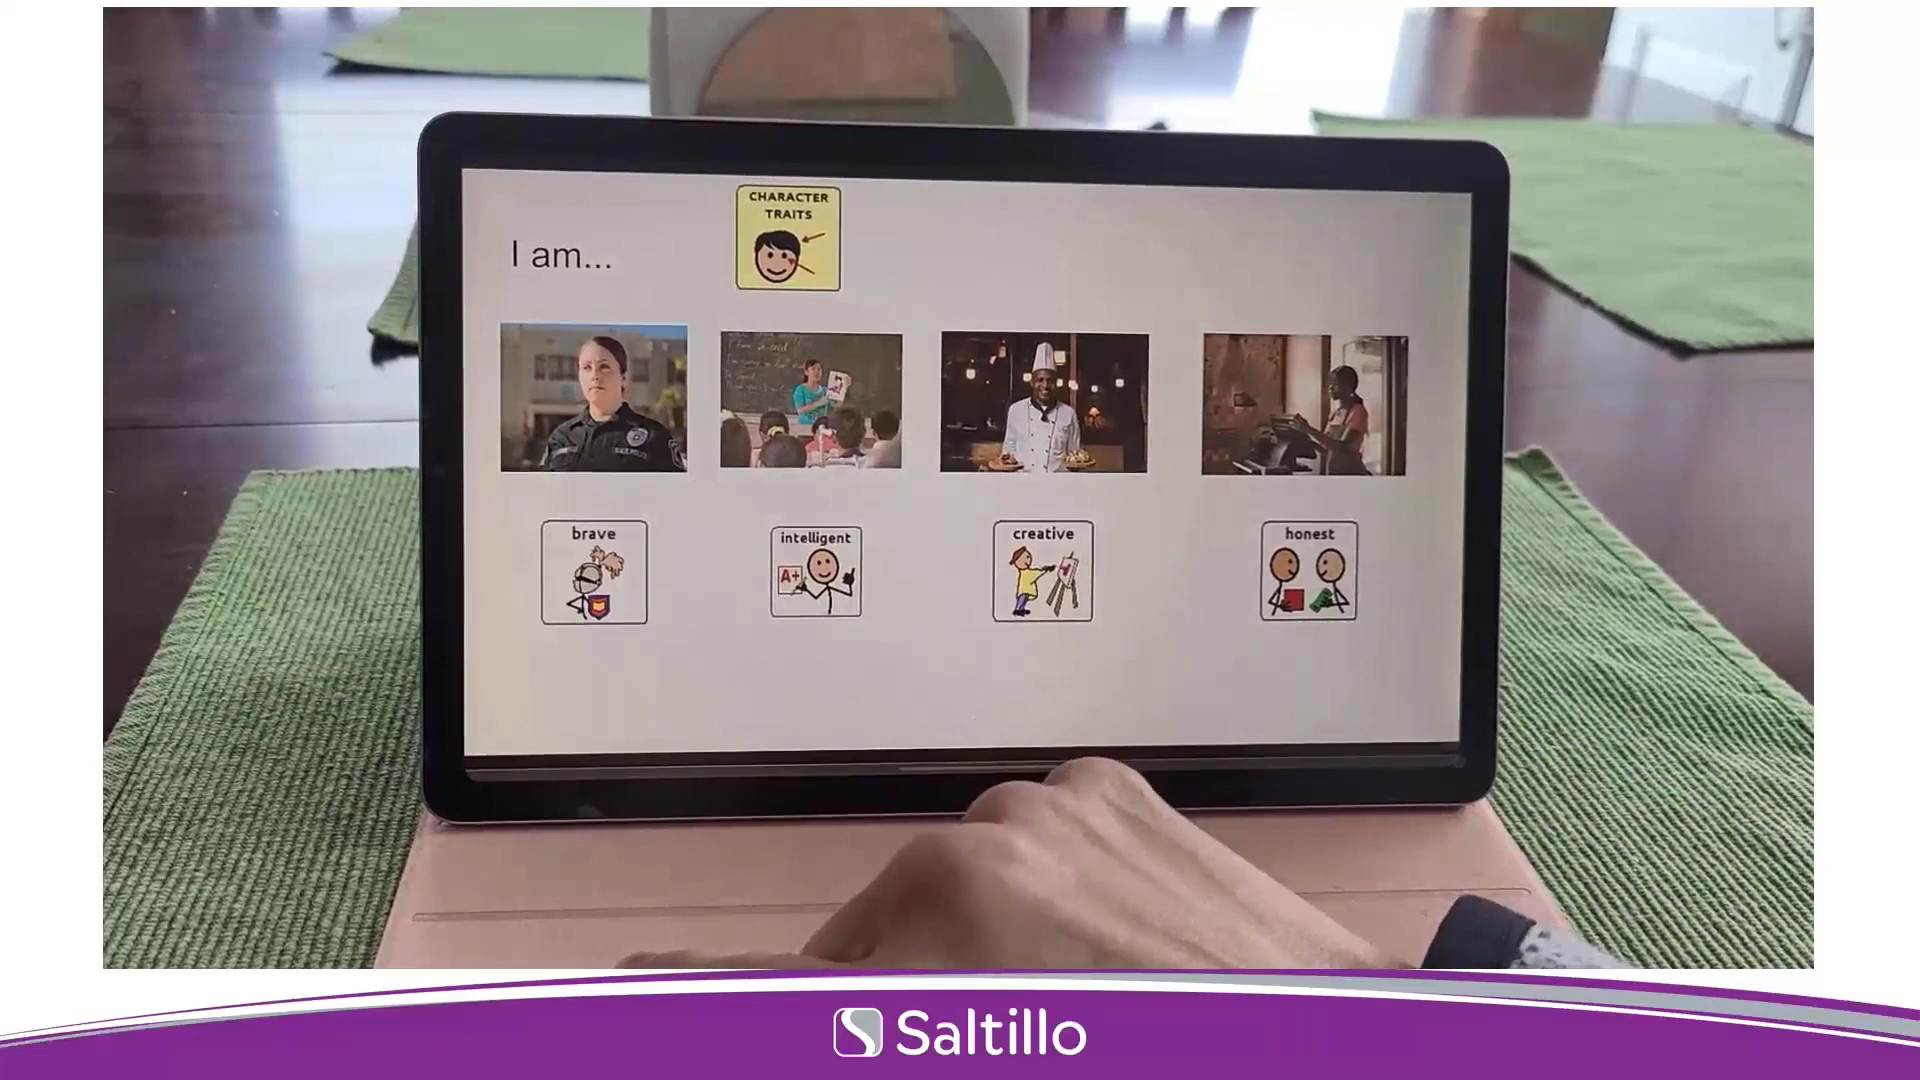 CHARACTER
TRAITS
I am...
brave
intelligent
A+
creative
honest
Saltillo